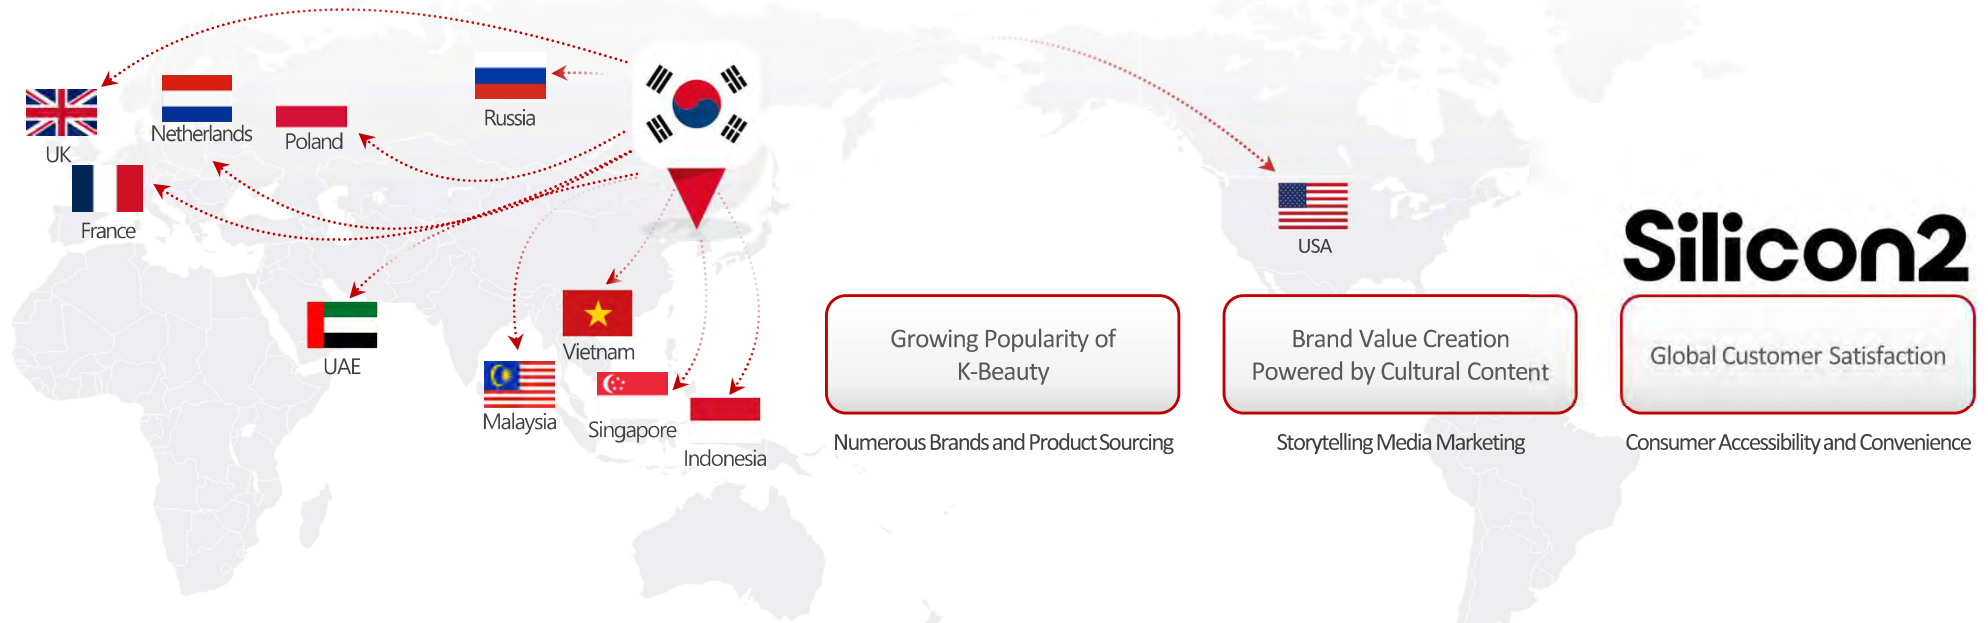 UK
Netherlands
Poland
Russia
France
USA
UAE
Vietnam
Malaysia
Singapore
Indonesia
Silicon2
Growing Popularity of
K-Beauty
Numerous Brands and Product Sourcing
Brand Value Creation
Powered by Cultural Content
Storytelling Media Marketing
Global Customer Satisfaction
Consumer Accessibility and Convenience